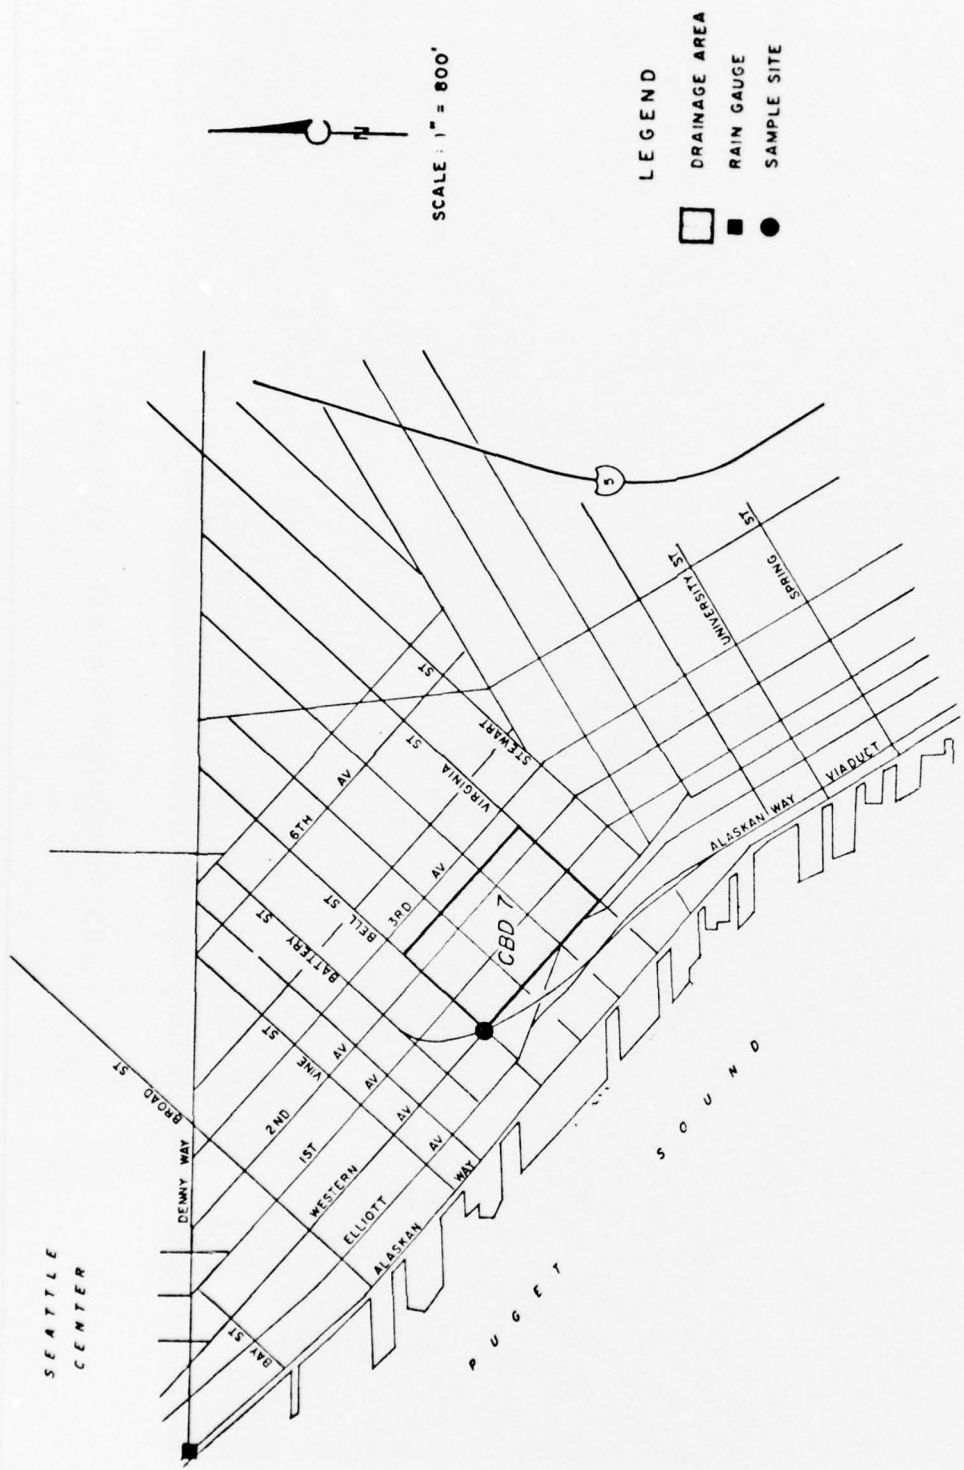 SEATTLE
CENTER
DENNY WAY
BROAD
ST
BAY ST
VINE
ST
BATTERY
ST
BELL
ST
6TH
AV
VIRGINIA
ST
STEWART
ST
2ND
AV
1ST
AV
WESTERN
AV
ELLIOTT
AV
ALASKAN
WAY
3RD
AV
CBD 7
5
UNIVERSITY ST
SPRING
ST
ALASKAN WAY
VIADUCT
PUGET
SOUND
N
SCALE : 1" = 800'
LEGEND
DRAINAGE AREA
RAIN GAUGE
SAMPLE SITE